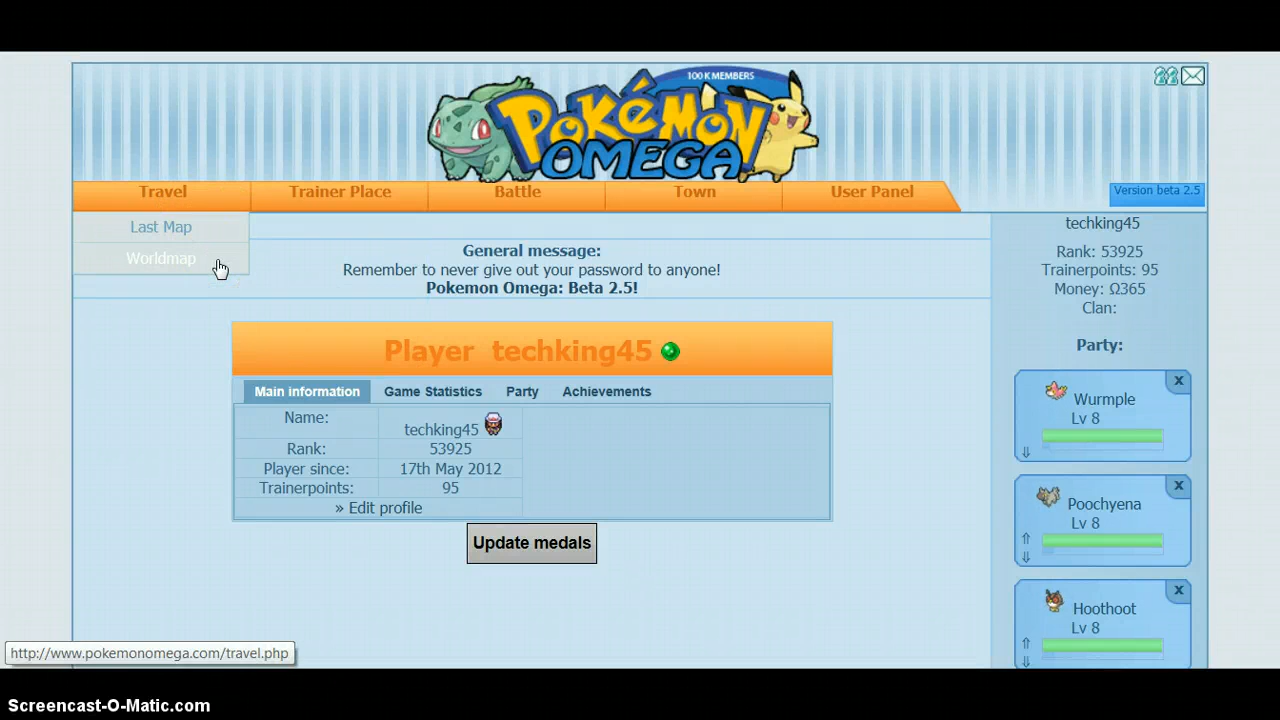 100 K MEMBERS
POKÉMON
OMEGA
Travel Trainer Place Battle Town User Panel
Version beta 2.5
Last Map
Worldmap
General message:
Remember to never give out your password to anyone!
Pokemon Omega: Beta 2.5!
Player techking45
Main information Game Statistics Party Achievements
Name: techking45
Rank: 53925
Player since: 17th May 2012
Trainerpoints: 95
» Edit profile
Update medals
techking45
Rank: 53925
Trainerpoints: 95
Money: Ω365
Clan:
Party:
X
Wurmple
Lv 8
X
Poochyena
Lv 8
X
Hoothoot
Lv 8
http://www.pokemonomega.com/travel.php
Screencast-O-Matic.com